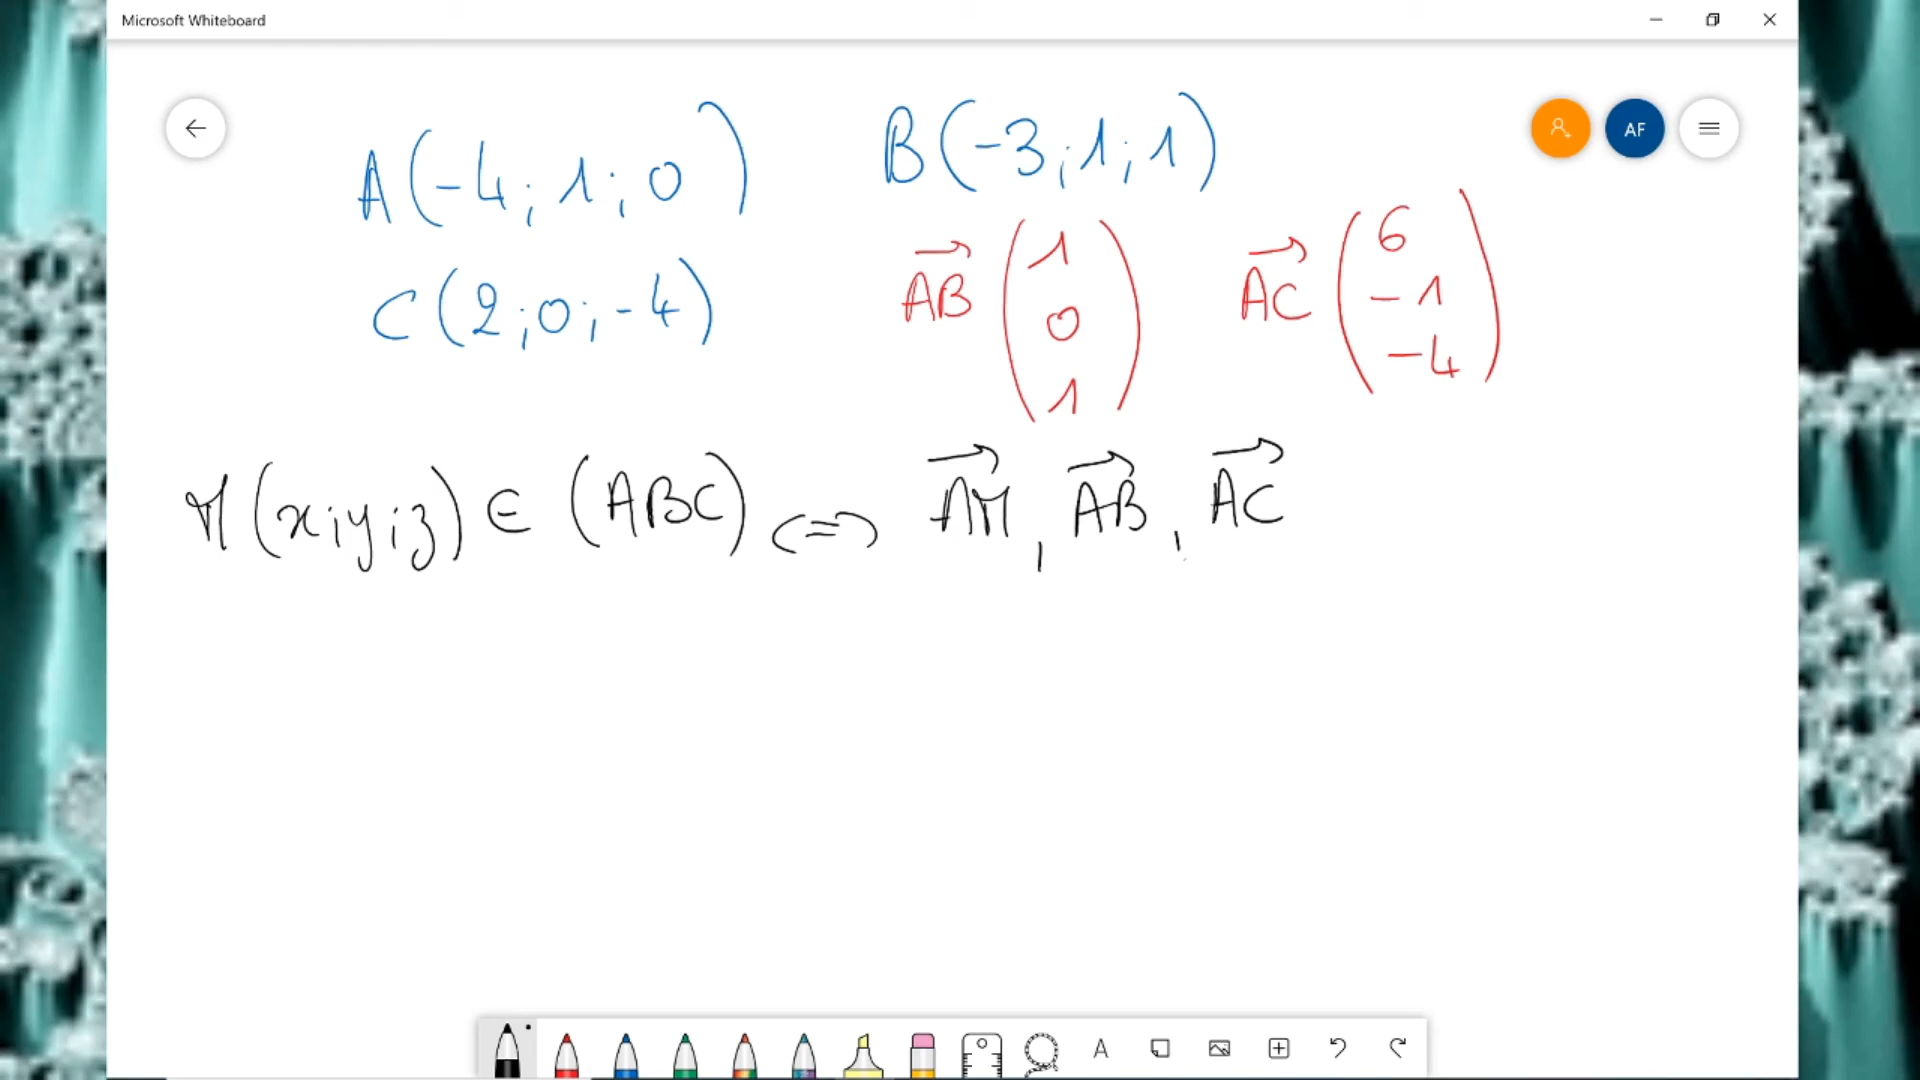 Microsoft Whiteboard
AF
A(-4; 1; 0)
B(-3; 1; 1)
C(2; 0; -4)
AB→ (1 0 1)
AC→ (6 -1 -4)
M(x; y; z) ∈ (ABC) <=> AM→, AB→, AC→
A